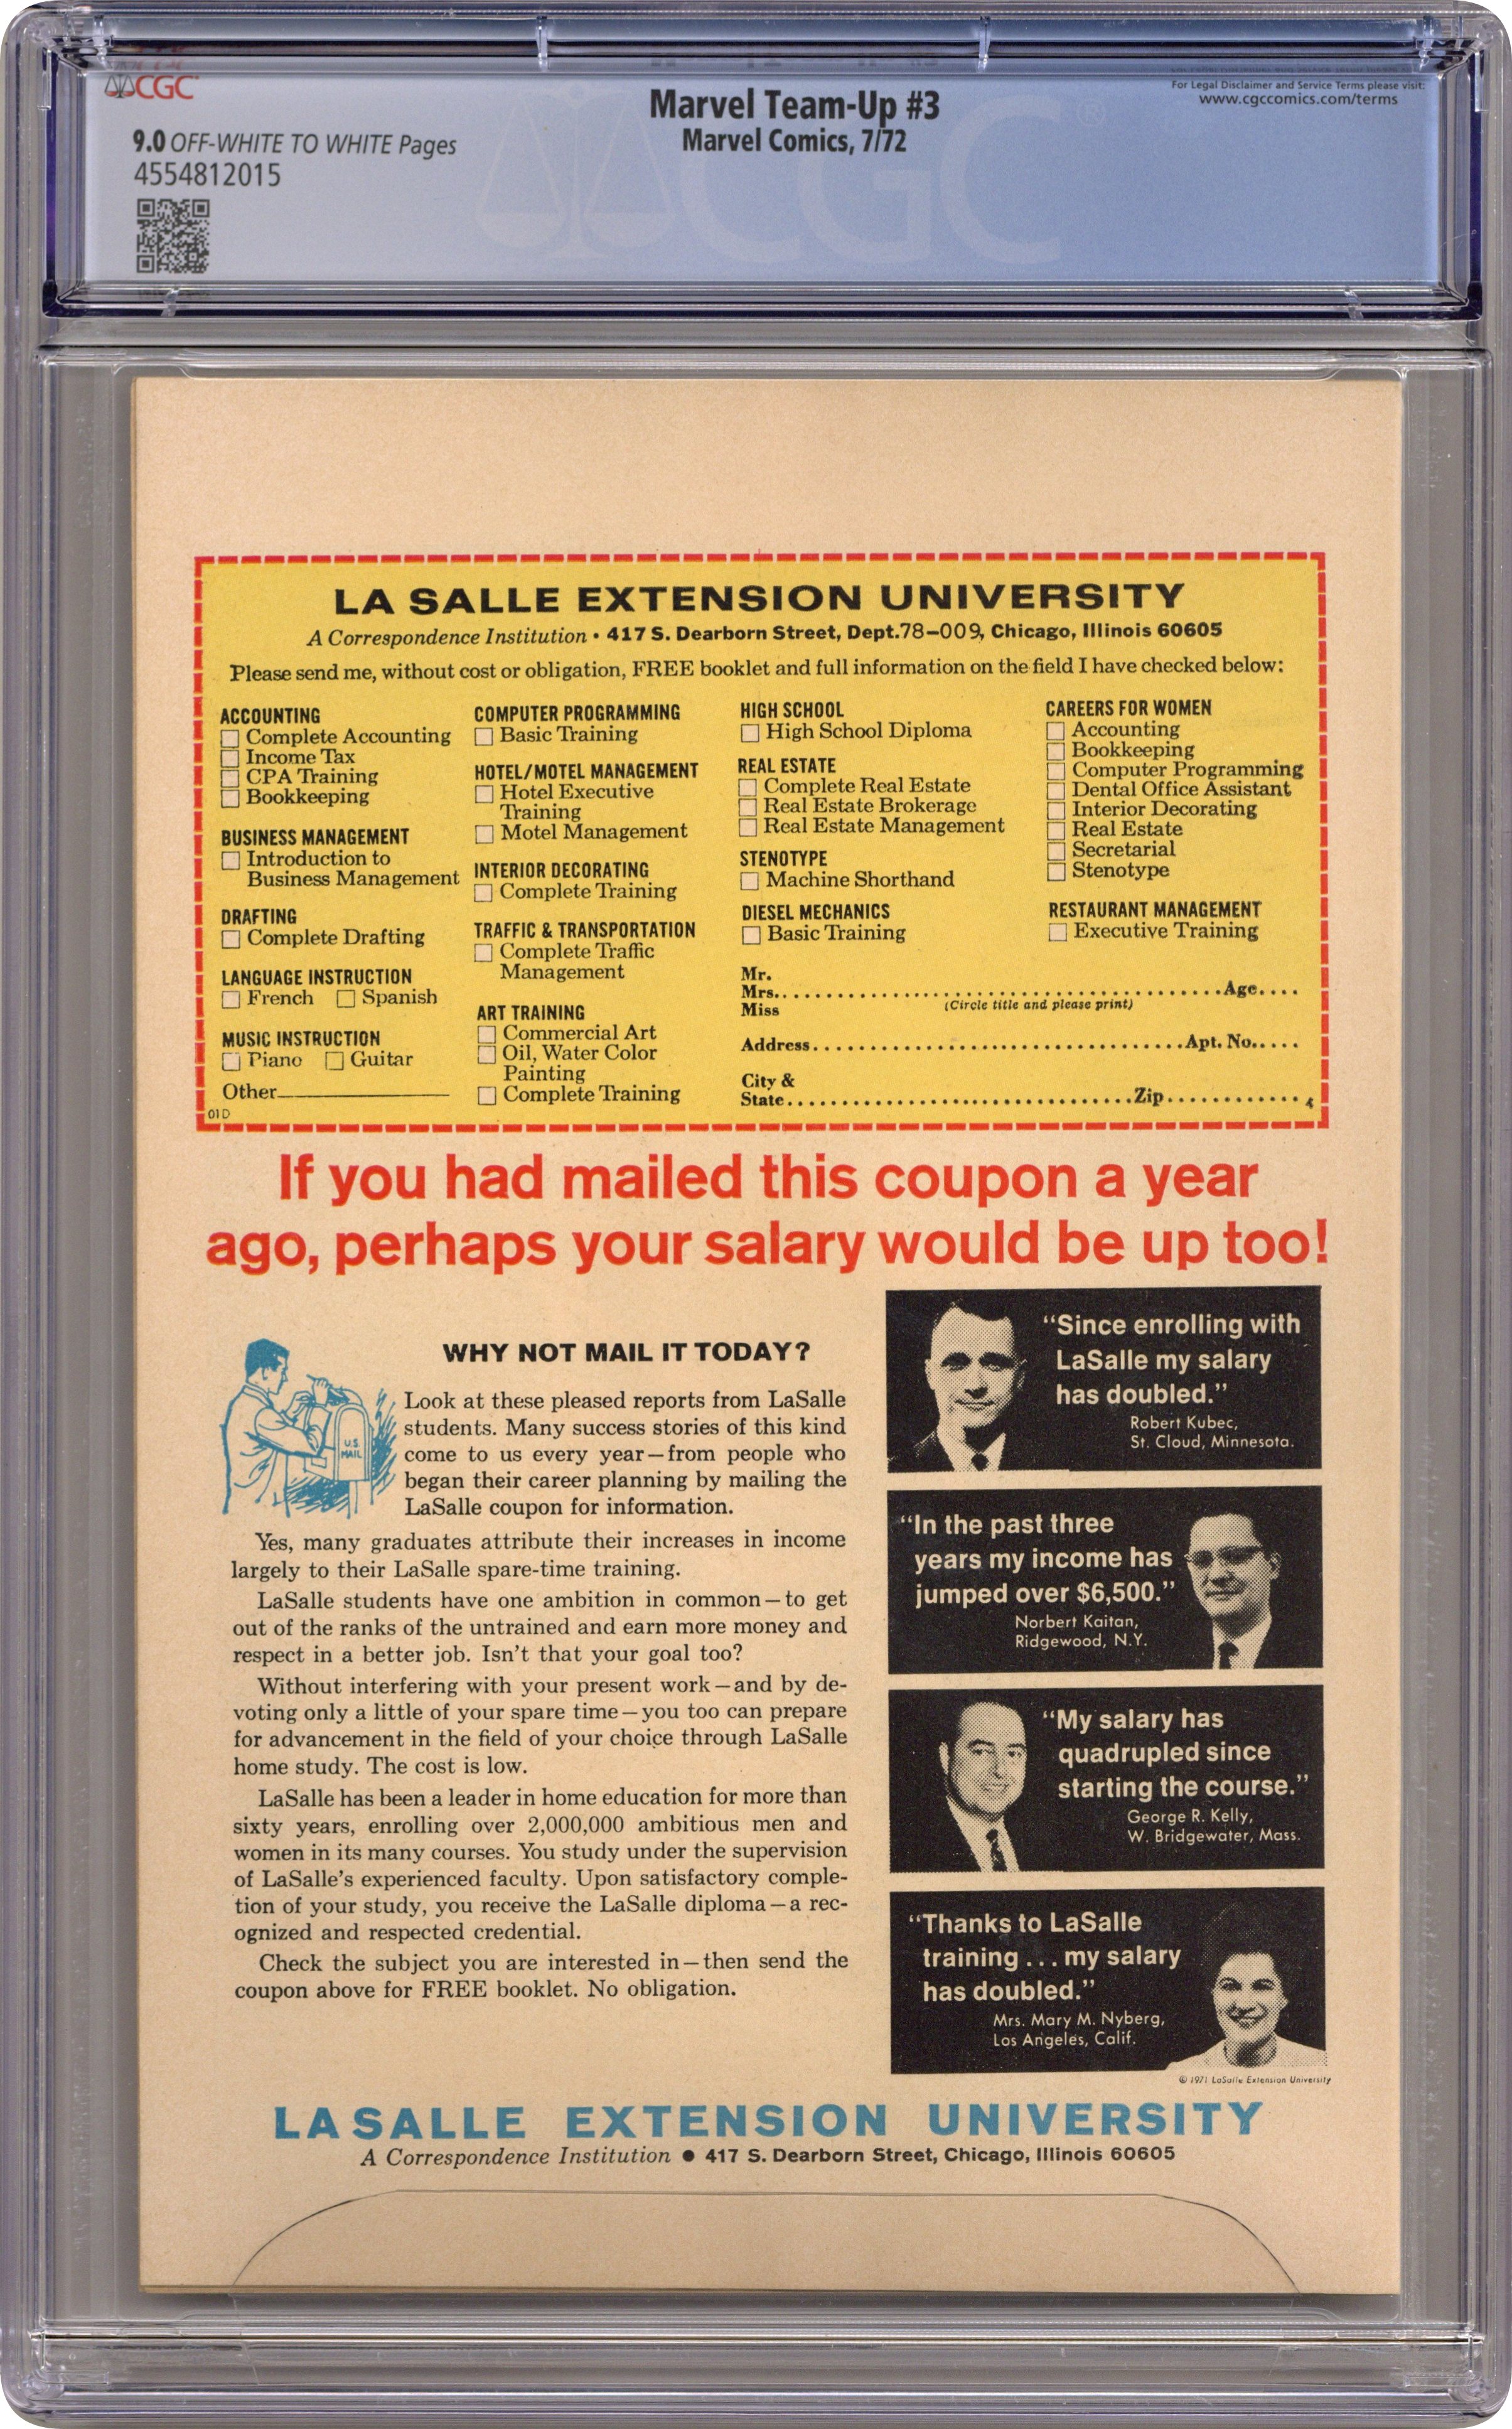 CGC
9.0 OFF-WHITE TO WHITE Pages
4554812015
Marvel Team-Up #3
Marvel Comics, 7/72
For Legal Disclaimer and Service Terms please visit:
www.cgccomics.com/terms
CGC
LA SALLE EXTENSION UNIVERSITY
A Correspondence Institution • 417 S. Dearborn Street, Dept.78-009, Chicago, Illinois 60605
Please send me, without cost or obligation, FREE booklet and full information on the field I have checked below:
ACCOUNTING
Complete Accounting
Income Tax
CPA Training
Bookkeeping
BUSINESS MANAGEMENT
Introduction to
Business Management
DRAFTING
Complete Drafting
LANGUAGE INSTRUCTION
French Spanish
MUSIC INSTRUCTION
Piano Guitar
Other
01D
COMPUTER PROGRAMMING
Basic Training
HOTEL/MOTEL MANAGEMENT
Hotel Executive
Training
Motel Management
INTERIOR DECORATING
Complete Training
TRAFFIC & TRANSPORTATION
Complete Traffic
Management
ART TRAINING
Commercial Art
Oil, Water Color
Painting
Complete Training
HIGH SCHOOL
High School Diploma
REAL ESTATE
Complete Real Estate
Real Estate Brokerage
Real Estate Management
STENOTYPE
Machine Shorthand
DIESEL MECHANICS
Basic Training
CAREERS FOR WOMEN
Accounting
Bookkeeping
Computer Programming
Dental Office Assistant
Interior Decorating
Real Estate
Secretarial
Stenotype
RESTAURANT MANAGEMENT
Executive Training
Mr.
Mrs. Age
Miss (Circle title and please print)
Address Apt. No.
City &
State Zip
If you had mailed this coupon a year
ago, perhaps your salary would be up too!
WHY NOT MAIL IT TODAY?
U.S.
MAIL
Look at these pleased reports from LaSalle
students. Many success stories of this kind
come to us every year—from people who
began their career planning by mailing the
LaSalle coupon for information.
Yes, many graduates attribute their increases in income
largely to their LaSalle spare-time training.
LaSalle students have one ambition in common—to get
out of the ranks of the untrained and earn more money and
respect in a better job. Isn't that your goal too?
Without interfering with your present work—and by de-
voting only a little of your spare time—you too can prepare
for advancement in the field of your choice through LaSalle
home study. The cost is low.
LaSalle has been a leader in home education for more than
sixty years, enrolling over 2,000,000 ambitious men and
women in its many courses. You study under the supervision
of LaSalle's experienced faculty. Upon satisfactory comple-
tion of your study, you receive the LaSalle diploma—a rec-
ognized and respected credential.
Check the subject you are interested in—then send the
coupon above for FREE booklet. No obligation.
"Since enrolling with
LaSalle my salary
has doubled."
Robert Kubec,
St. Cloud, Minnesota.
"In the past three
years my income has
jumped over $6,500."
Norbert Kaitan,
Ridgewood, N.Y.
"My salary has
quadrupled since
starting the course."
George R. Kelly,
W. Bridgewater, Mass.
"Thanks to LaSalle
training . . . my salary
has doubled."
Mrs. Mary M. Nyberg,
Los Angeles, Calif.
© 1971 LaSalle Extension University
LA SALLE EXTENSION UNIVERSITY
A Correspondence Institution • 417 S. Dearborn Street, Chicago, Illinois 60605